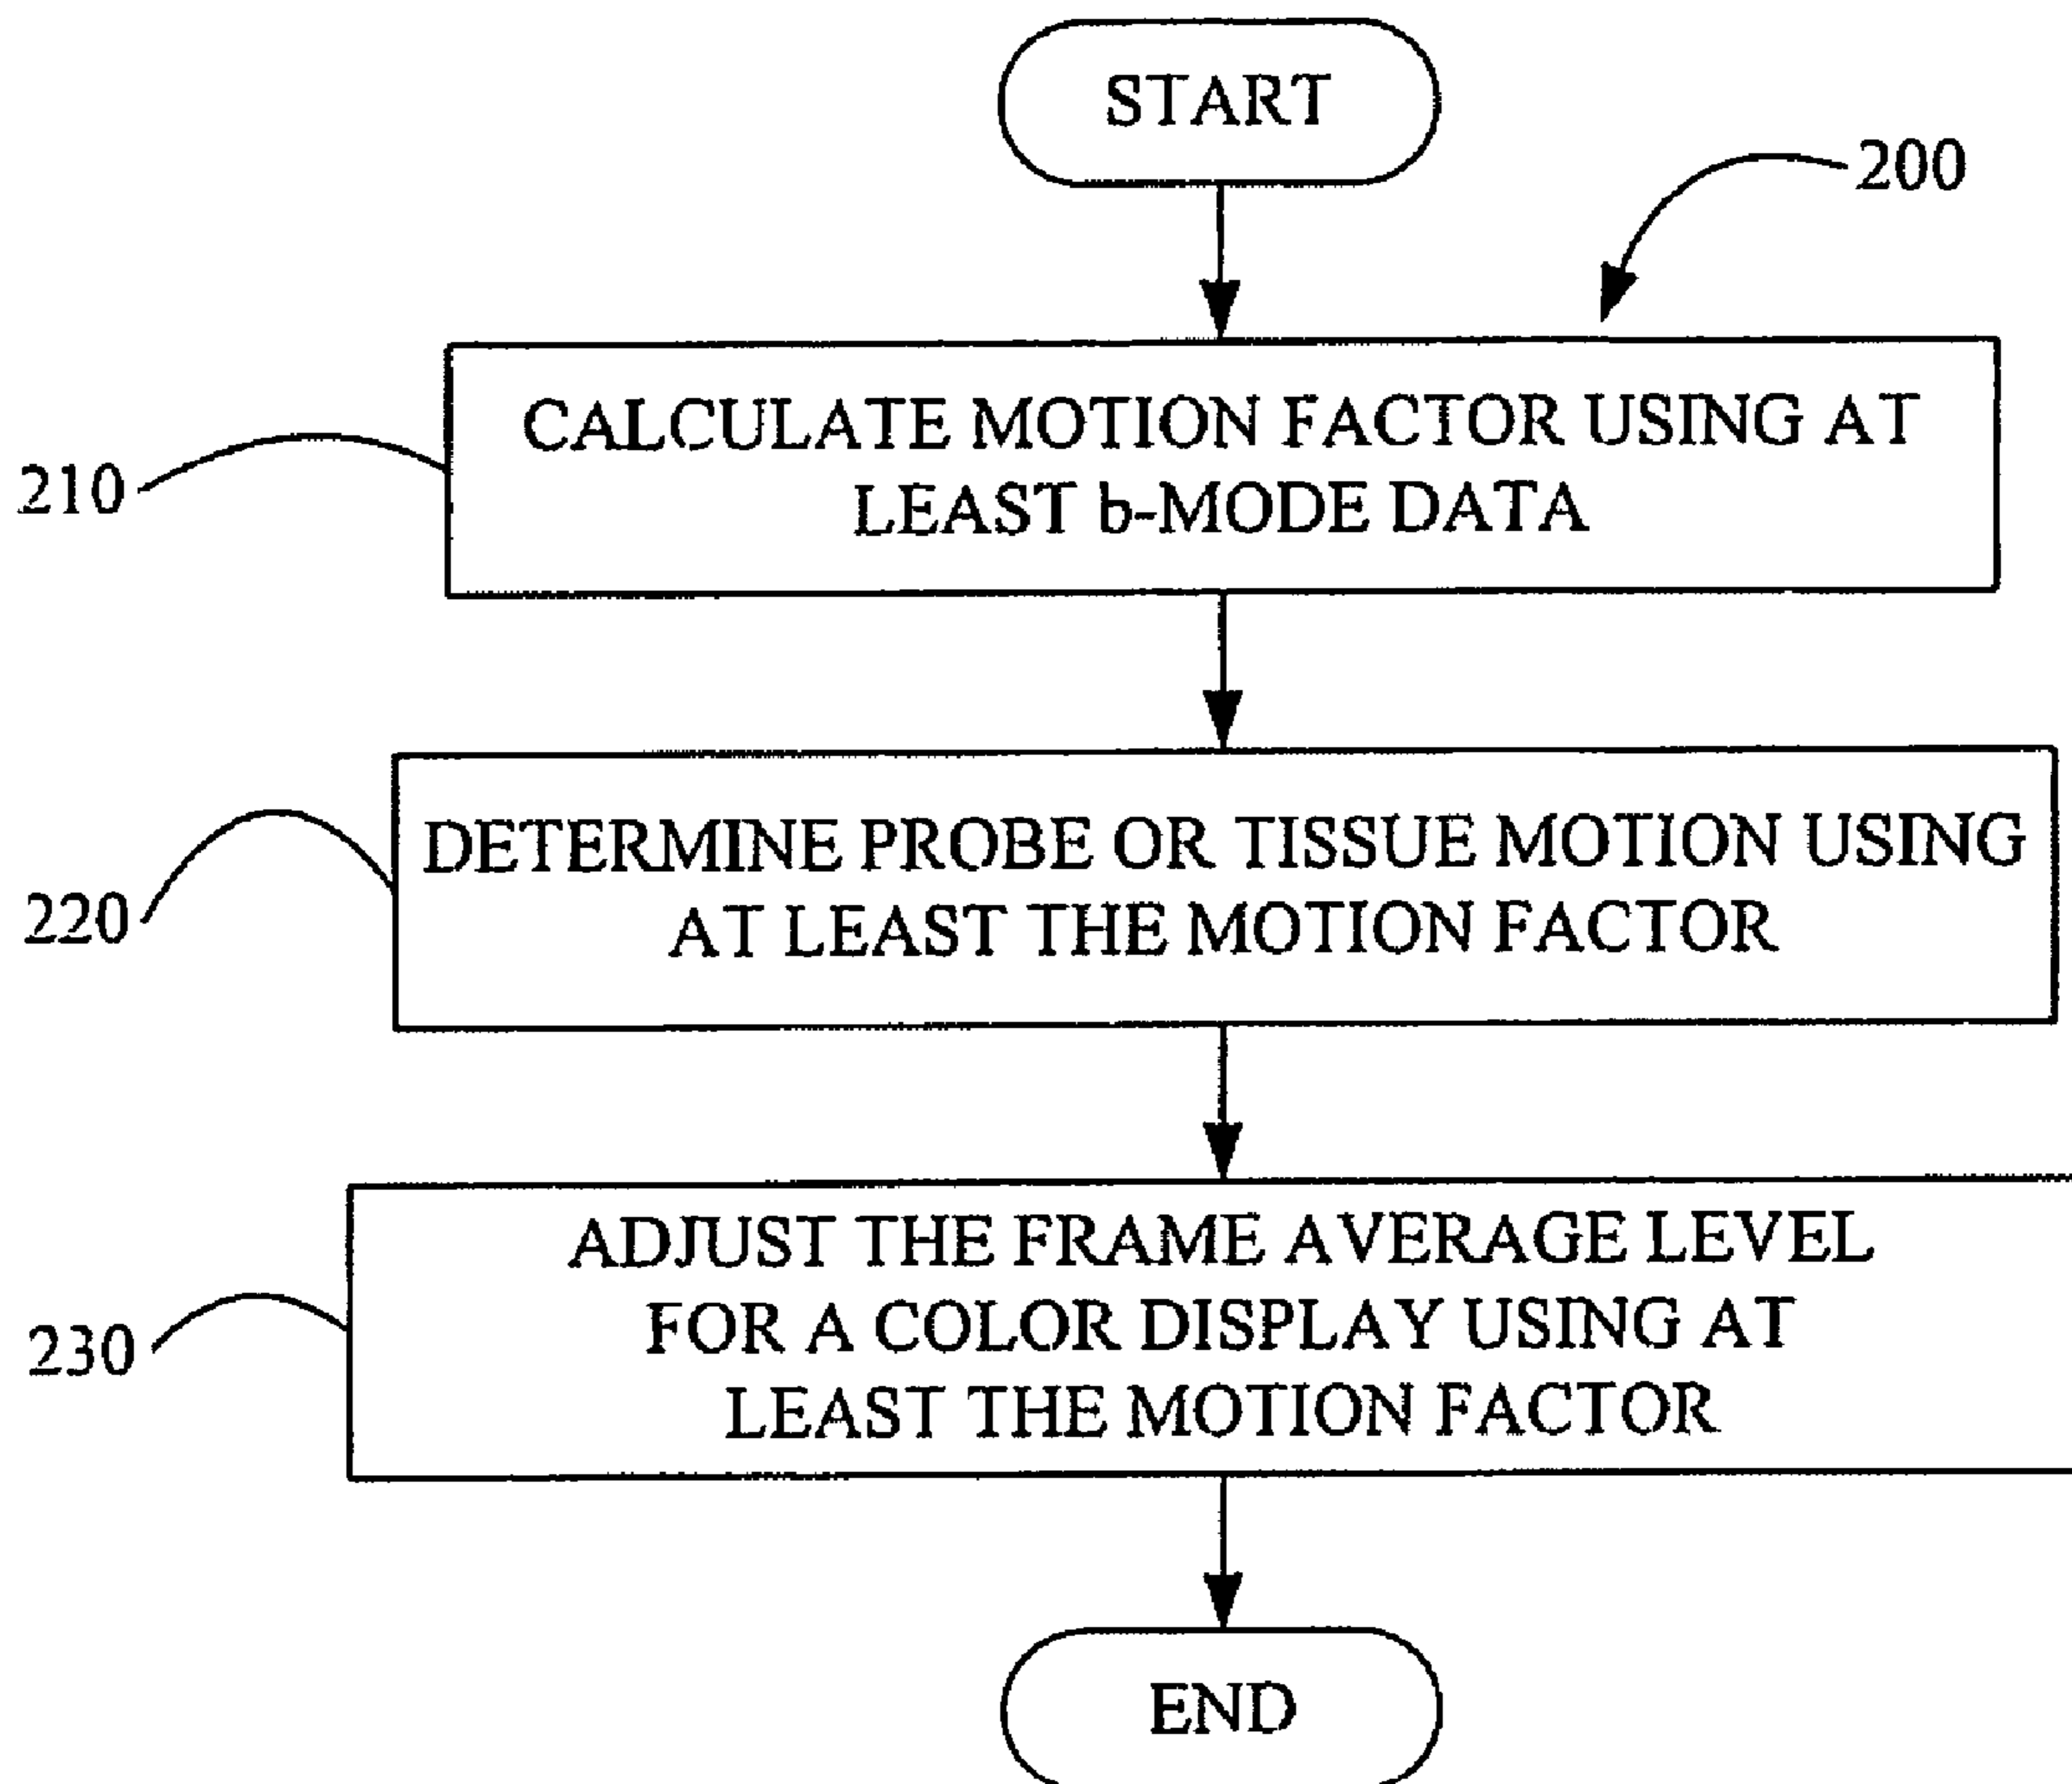 START
200
CALCULATE MOTION FACTOR USING AT
LEAST b-MODE DATA
210
DETERMINE PROBE OR TISSUE MOTION USING
AT LEAST THE MOTION FACTOR
220
ADJUST THE FRAME AVERAGE LEVEL
FOR A COLOR DISPLAY USING AT
LEAST THE MOTION FACTOR
230
END